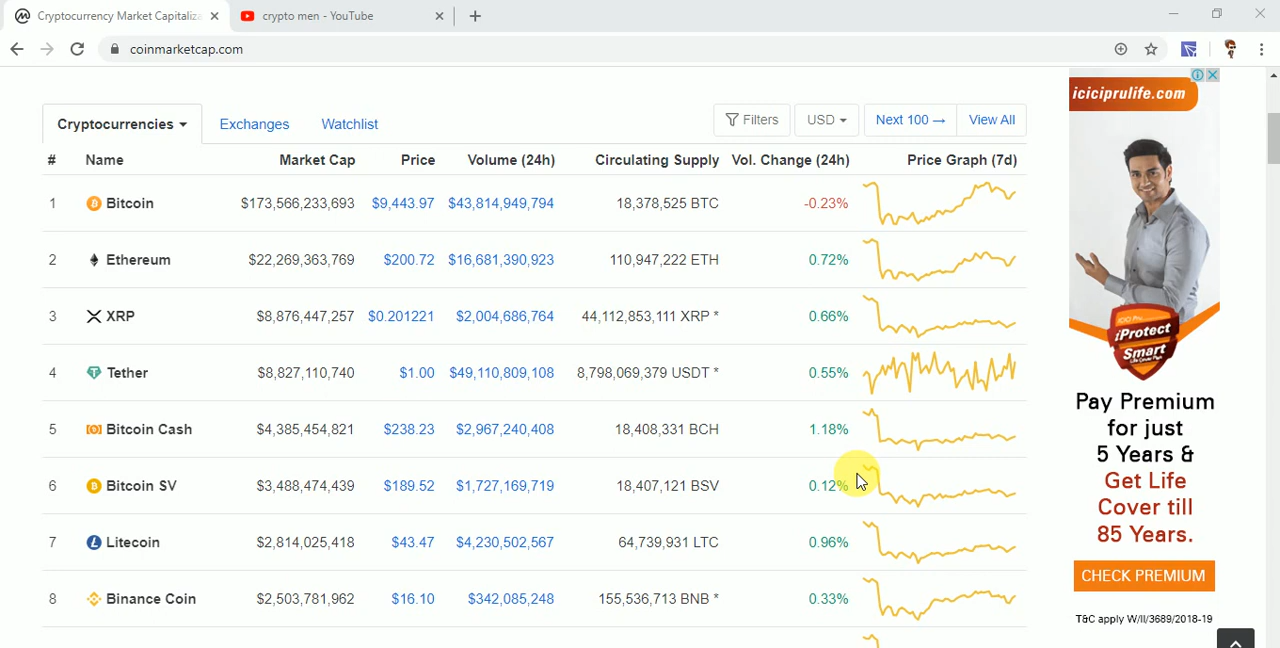 Cryptocurrency Market Capitaliza
crypto men - YouTube
coinmarketcap.com
Cryptocurrencies
Exchanges
Watchlist
Filters
USD
Next 100 →
View All
# Name Market Cap Price Volume (24h) Circulating Supply Vol. Change (24h) Price Graph (7d)
1 Bitcoin $173,566,233,693 $9,443.97 $43,814,949,794 18,378,525 BTC -0.23%
2 Ethereum $22,269,363,769 $200.72 $16,681,390,923 110,947,222 ETH 0.72%
3 XRP $8,876,447,257 $0.201221 $2,004,686,764 44,112,853,111 XRP * 0.66%
4 Tether $8,827,110,740 $1.00 $49,110,809,108 8,798,069,379 USDT * 0.55%
5 Bitcoin Cash $4,385,454,821 $238.23 $2,967,240,408 18,408,331 BCH 1.18%
6 Bitcoin SV $3,488,474,439 $189.52 $1,727,169,719 18,407,121 BSV 0.12%
7 Litecoin $2,814,025,418 $43.47 $4,230,502,567 64,739,931 LTC 0.96%
8 Binance Coin $2,503,781,962 $16.10 $342,085,248 155,536,713 BNB * 0.33%
iciciprulife.com
iProtect
Smart
Pay Premium
for just
5 Years &
Get Life
Cover till
85 Years.
CHECK PREMIUM
T&C apply W/II/3689/2018-19